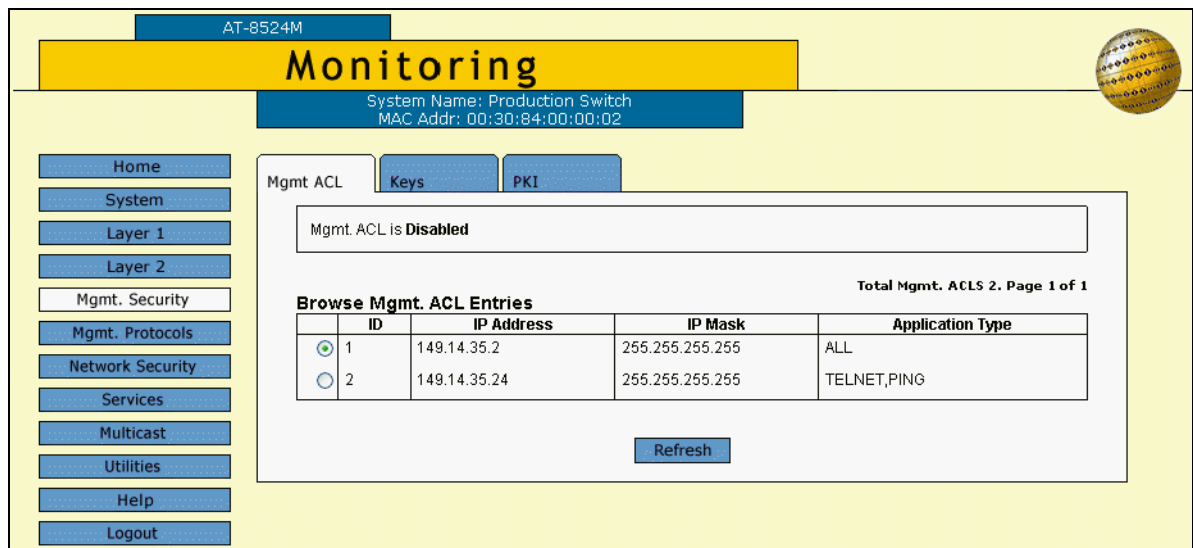 AT-8524M
Monitoring
System Name: Production Switch
MAC Addr: 00:30:84:00:00:02
Home
System
Layer 1
Layer 2
Mgmt. Security
Mgmt. Protocols
Network Security
Services
Multicast
Utilities
Help
Logout
Mgmt ACL Keys PKI
Mgmt. ACL is Disabled
Total Mgmt. ACLS 2. Page 1 of 1
Browse Mgmt. ACL Entries
ID IP Address IP Mask Application Type
1 149.14.35.2 255.255.255.255 ALL
2 149.14.35.24 255.255.255.255 TELNET,PING
Refresh